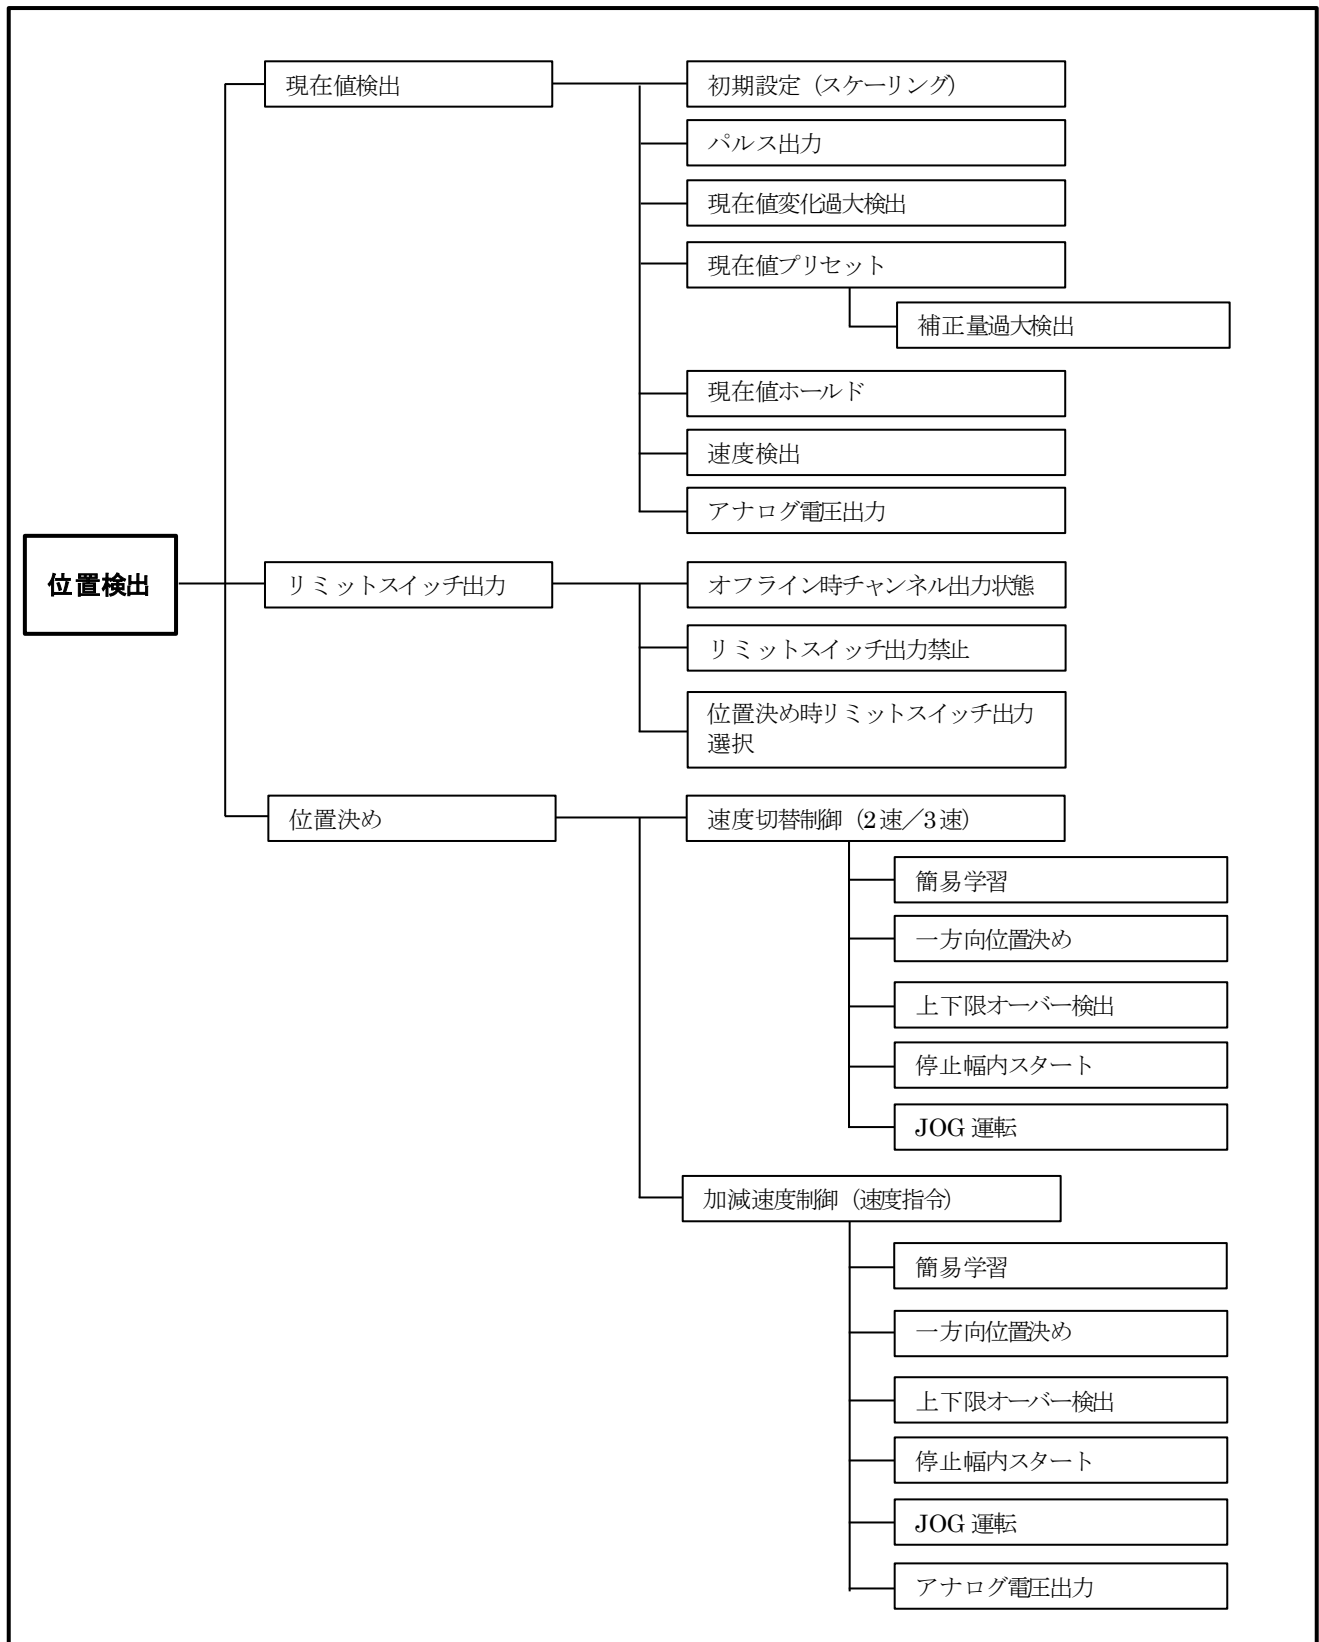 現在値検出
初期設定（スケーリング）
パルス出力
現在値変化過大検出
現在値プリセット
補正量過大検出
現在値ホールド
速度検出
アナログ電圧出力
位置検出
リミットスイッチ出力
オフライン時チャンネル出力状態
リミットスイッチ出力禁止
位置決め時リミットスイッチ出力
選択
位置決め
速度切替制御（2速／3速）
簡易学習
一方向位置決め
上下限オーバー検出
停止幅内スタート
JOG 運転
加減速度制御（速度指令）
簡易学習
一方向位置決め
上下限オーバー検出
停止幅内スタート
JOG 運転
アナログ電圧出力